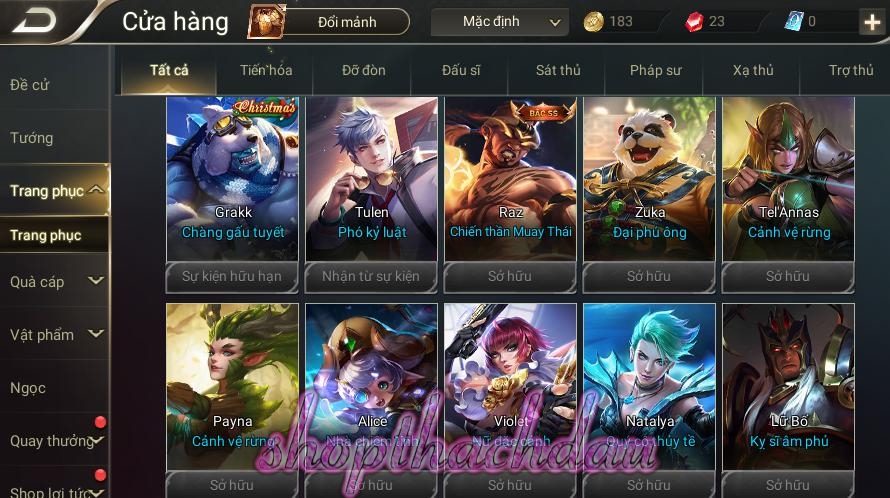 Cửa hàng
Đổi mảnh
Mặc định
183
23
0
Đề cử
Tướng
Trang phục
Trang phục
Quà cáp
Vật phẩm
Ngọc
Quay thưởng
Shop lợi tức
Tất cả
Tiến hóa
Đỡ đòn
Đấu sĩ
Sát thủ
Pháp sư
Xạ thủ
Trợ thủ
Christmas
Grakk
Chàng gấu tuyết
Sự kiện hữu hạn
Tulen
Phó kỷ luật
Nhận từ sự kiện
BẬC SS
Raz
Chiến thần Muay Thái
Sở hữu
Zuka
Đại phú ông
Sở hữu
Tel'Annas
Cảnh vệ rừng
Sở hữu
Payna
Cảnh vệ rừng
Sở hữu
Alice
Nhà chiêm tinh
Sở hữu
Violet
Nữ đặc cảnh
Sở hữu
Natalya
Quý cô thủy tề
Sở hữu
Lữ Bố
Kỵ sĩ âm phủ
Sở hữu
shopthachdau